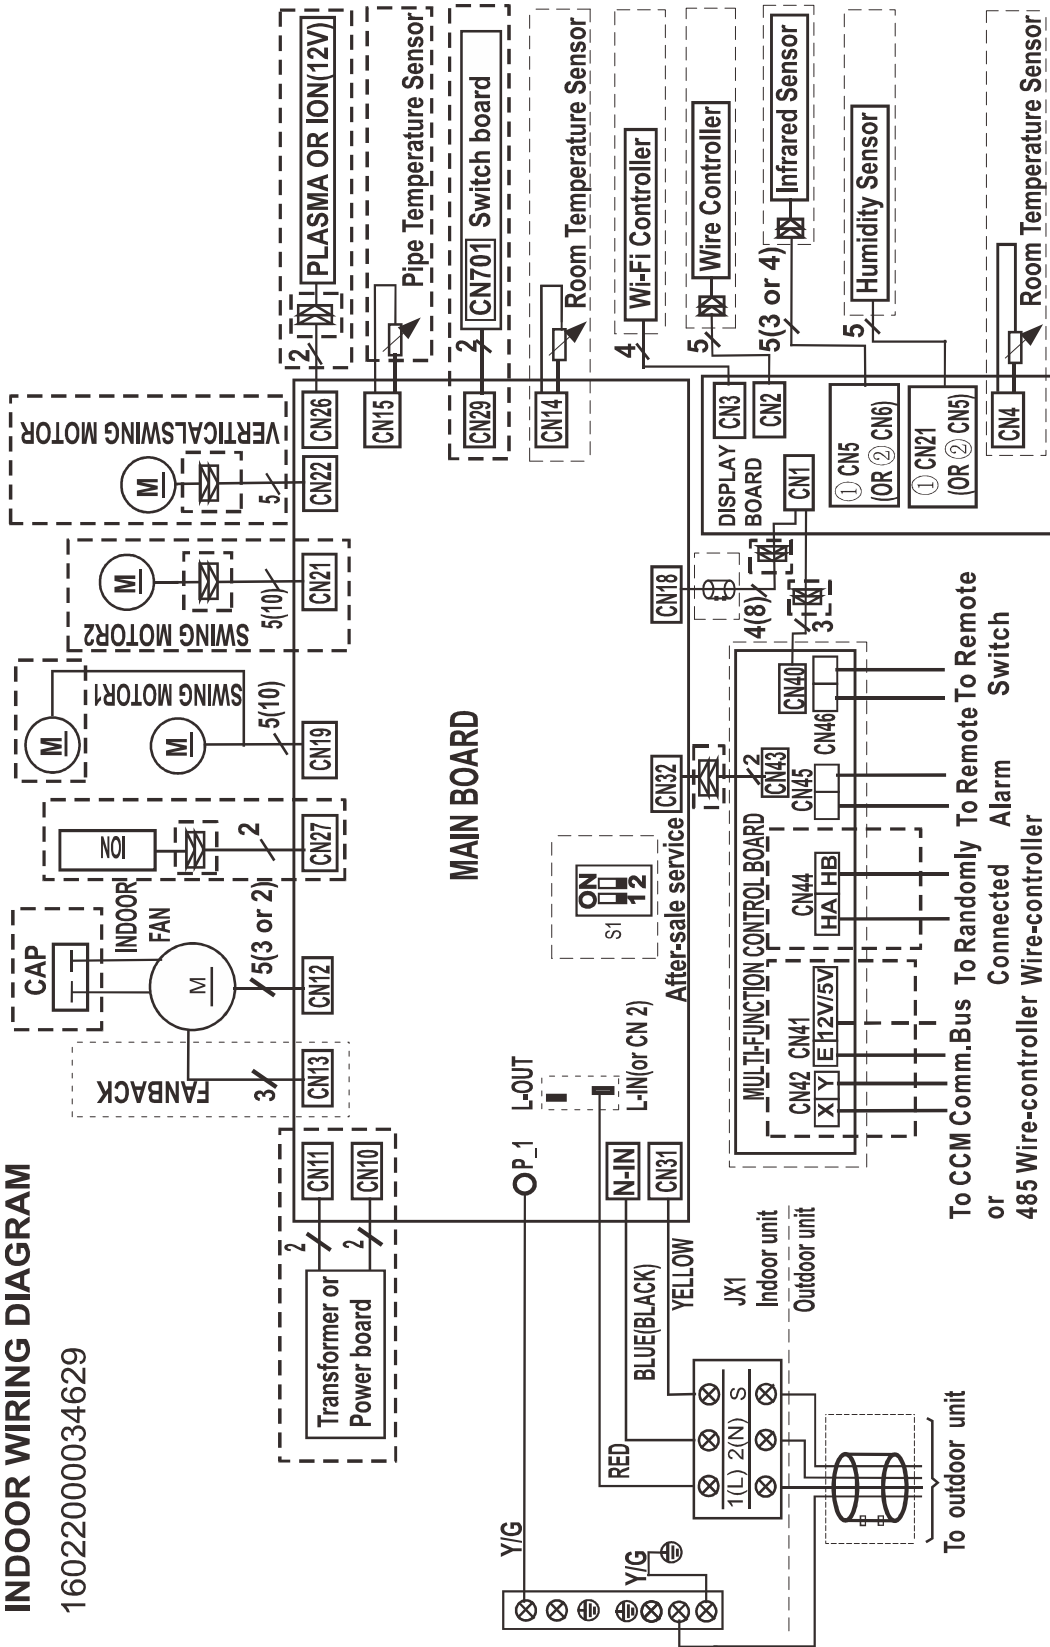 INDOOR WIRING DIAGRAM
16022000034629
Transformer or
Power board
2
2
CN11
CN10
FANBACK
3
CN13
CAP
INDOOR
FAN
M
5(3 or 2)
CN12
ION
2
CN27
M
M
SWING MOTOR1
5(10)
CN19
M
SWING MOTOR2
5(10)
CN21
VERTICALSWING MOTOR
M
5
CN22
PLASMA OR ION(12V)
2
CN26
Pipe Temperature Sensor
CN15
CN701 Switch board
2
CN29
Room Temperature Sensor
CN14
Wi-Fi Controller
4
CN3
Wire Controller
5
CN2
Infrared Sensor
5(3 or 4)
① CN5
(OR ② CN6)
Humidity Sensor
5
① CN21
(OR ② CN5)
Room Temperature Sensor
CN4
DISPLAY
BOARD
CN1
MAIN BOARD
CN18
4(8)
3
CN32
2
After-sale service
ON
1 2
S1
L-OUT
L-IN(or CN 2)
P_1
N-IN
CN31
MULTI-FUNCTION CONTROL BOARD
CN40
CN43
CN42
X Y
CN41
E 12V/5V
CN44
HA HB
CN45
CN46
To CCM Comm.Bus
or
485 Wire-controller
To Randomly
Connected
Wire-controller
To Remote
Alarm
To Remote
Switch
Y/G
RED
BLUE(BLACK)
YELLOW
JX1
Indoor unit
Outdoor unit
1(L) 2(N) S
Y/G
To outdoor unit